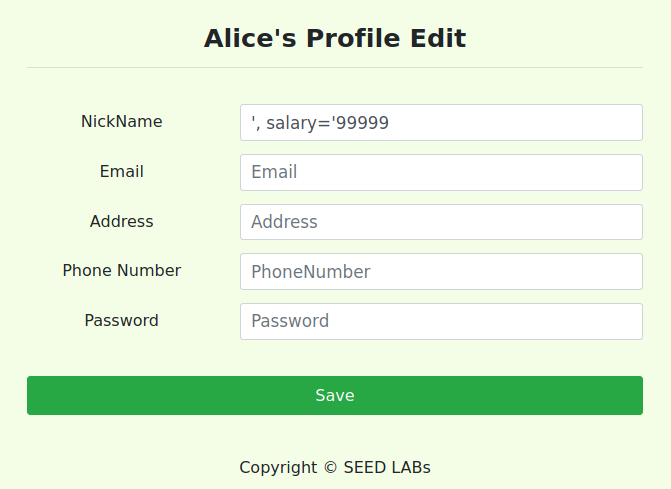 Alice's Profile Edit
NickName ', salary='99999
Email Email
Address Address
Phone Number PhoneNumber
Password Password
Save
Copyright © SEED LABs